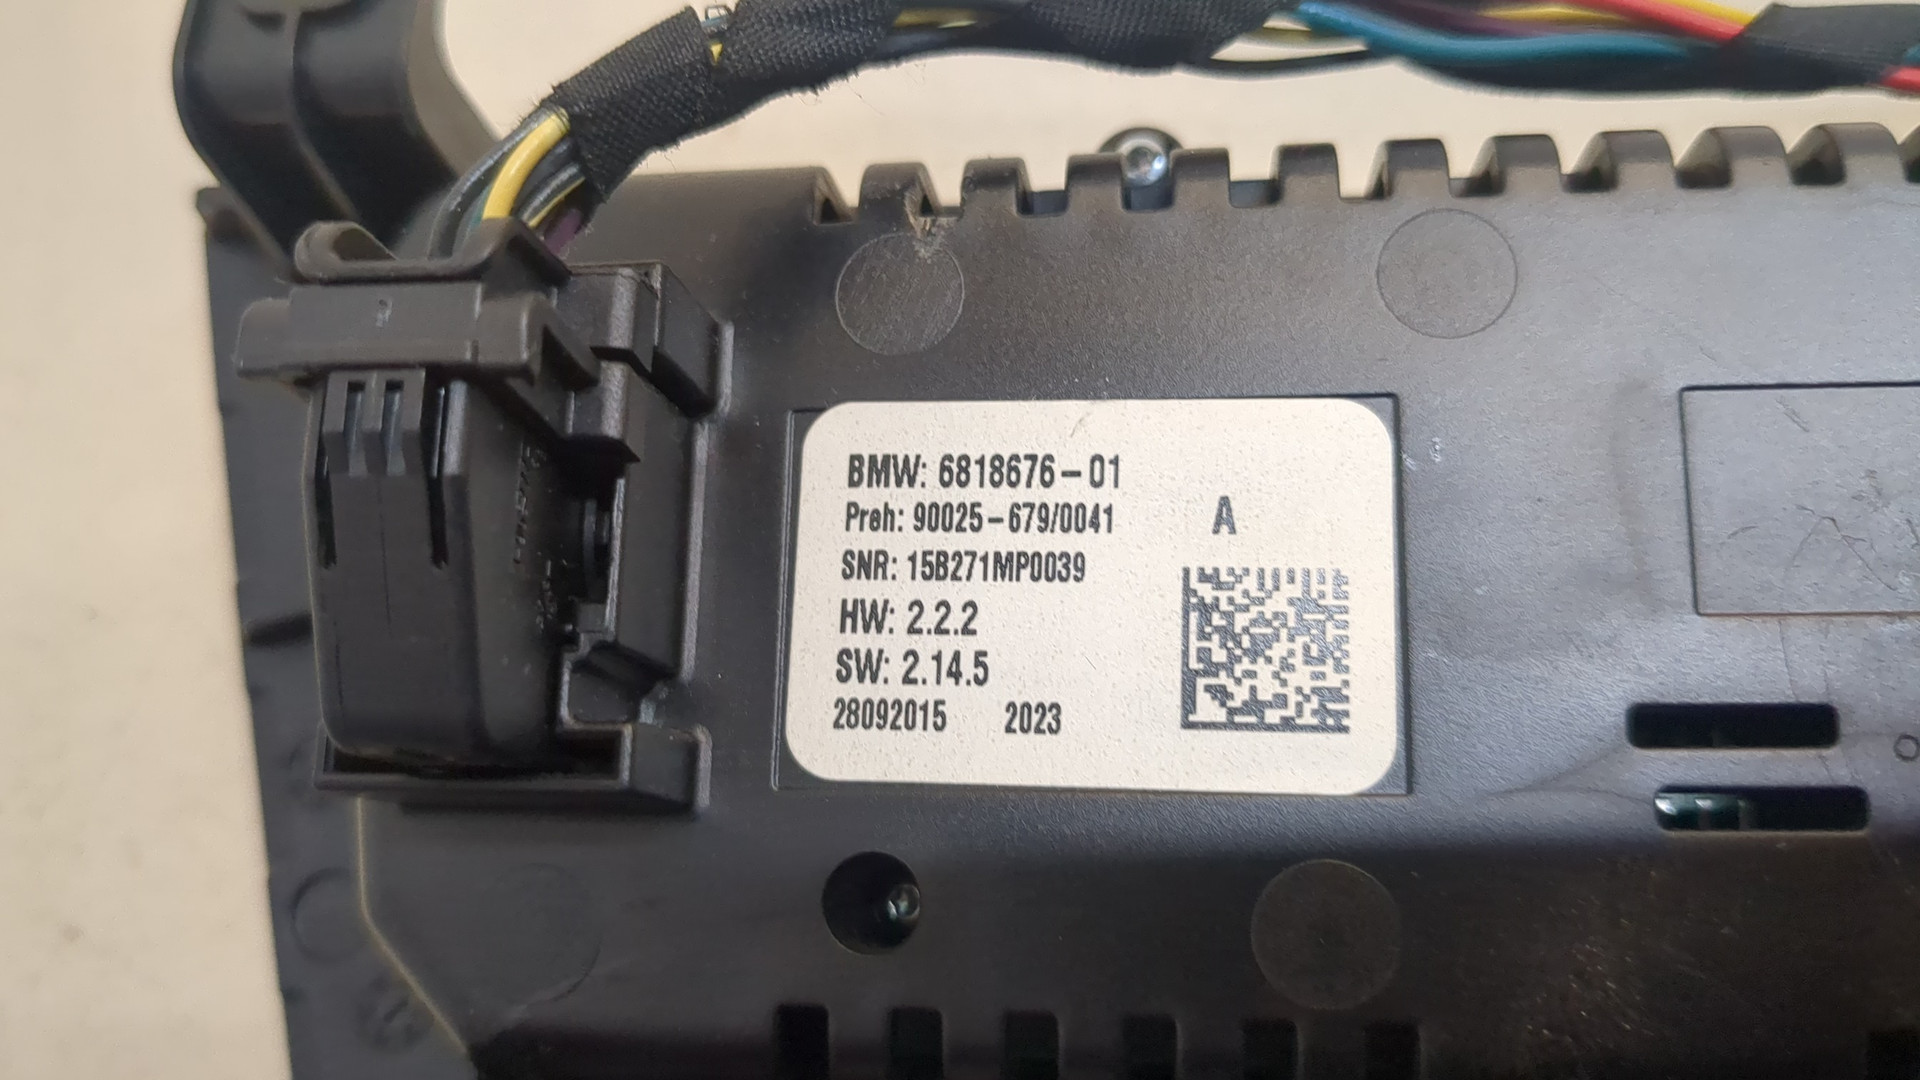 BMW: 6818676-01
Preh: 90025-679/0041
A
SNR: 15B271MP0039
HW: 2.2.2
SW: 2.14.5
28092015 2023